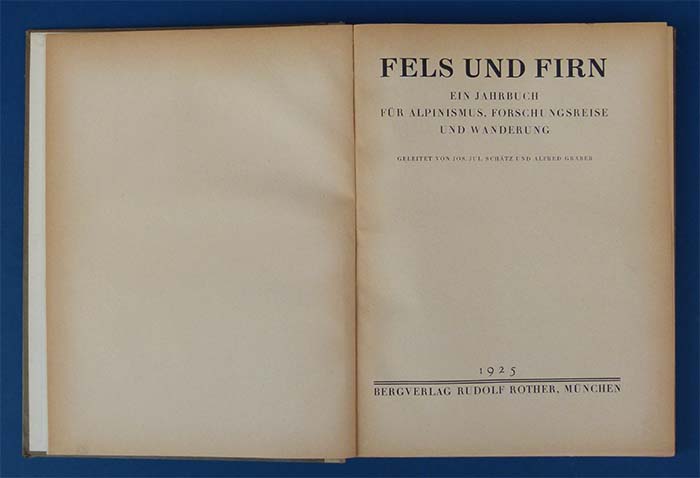 FELS UND FIRN
EIN JAHRBUCH
FÜR ALPINISMUS, FORSCHUNGSREISE
UND WANDERUNG
GELEITET VON JOS. JUL. SCHÄTZ UND ALFRED GRABER
1925
BERGVERLAG RUDOLF ROTHER, MÜNCHEN